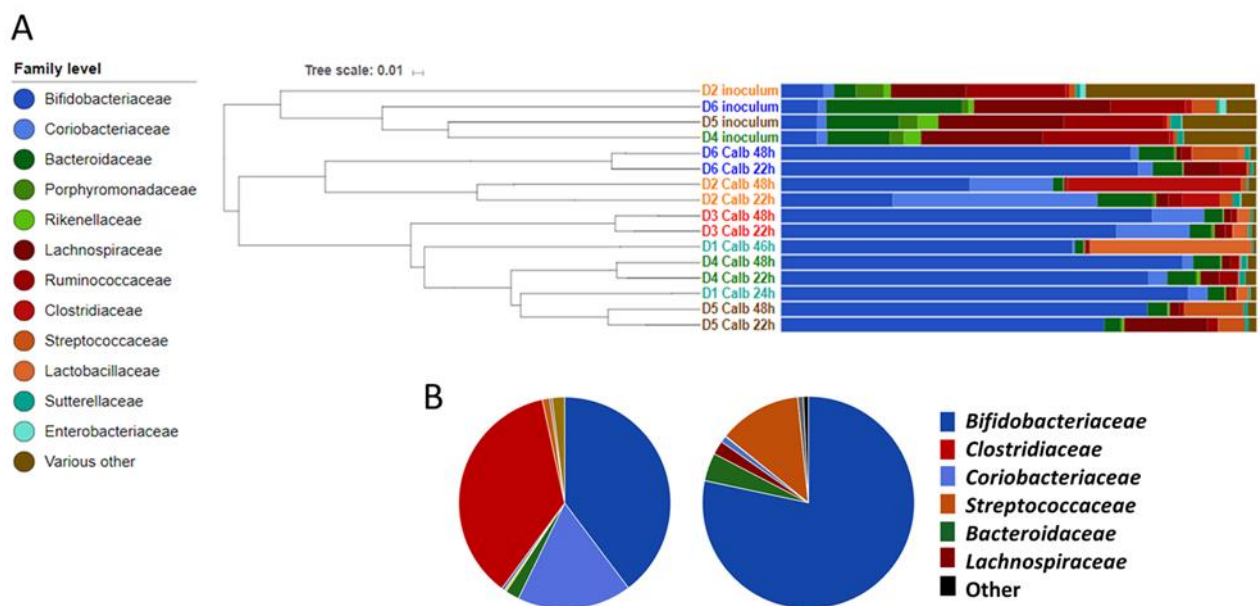 A
Family level
Bifidobacteriaceae
Coriobacteriaceae
Bacteroidaceae
Porphyromonadaceae
Rikenellaceae
Lachnospiraceae
Ruminococcaceae
Clostridiaceae
Streptococcaceae
Lactobacillaceae
Sutterellaceae
Enterobacteriaceae
Various other
Tree scale: 0.01
D2 inoculum
D6 inoculum
D5 inoculum
D4 inoculum
D6 Calb 48h
D6 Calb 22h
D2 Calb 48h
D2 Calb 22h
D3 Calb 48h
D3 Calb 22h
D1 Calb 46h
D4 Calb 48h
D4 Calb 22h
D1 Calb 24h
D5 Calb 48h
D5 Calb 22h
B
Bifidobacteriaceae
Clostridiaceae
Coriobacteriaceae
Streptococcaceae
Bacteroidaceae
Lachnospiraceae
Other